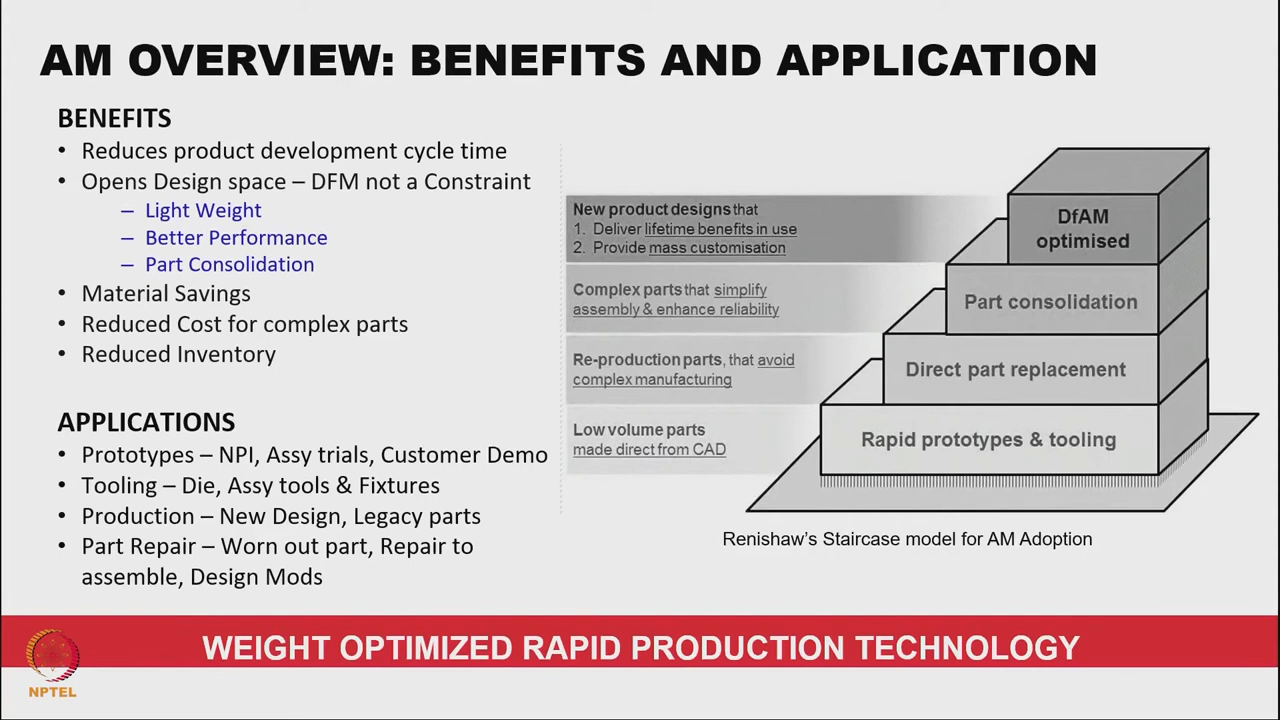 AM OVERVIEW: BENEFITS AND APPLICATION
BENEFITS
• Reduces product development cycle time
• Opens Design space – DFM not a Constraint
– Light Weight
– Better Performance
– Part Consolidation
• Material Savings
• Reduced Cost for complex parts
• Reduced Inventory
APPLICATIONS
• Prototypes – NPI, Assy trials, Customer Demo
• Tooling – Die, Assy tools & Fixtures
• Production – New Design, Legacy parts
• Part Repair – Worn out part, Repair to
assemble, Design Mods
New product designs that
1. Deliver lifetime benefits in use
2. Provide mass customisation
DfAM
optimised
Complex parts that simplify
assembly & enhance reliability
Part consolidation
Re-production parts, that avoid
complex manufacturing
Direct part replacement
Low volume parts
made direct from CAD
Rapid prototypes & tooling
Renishaw's Staircase model for AM Adoption
WEIGHT OPTIMIZED RAPID PRODUCTION TECHNOLOGY
NPTEL